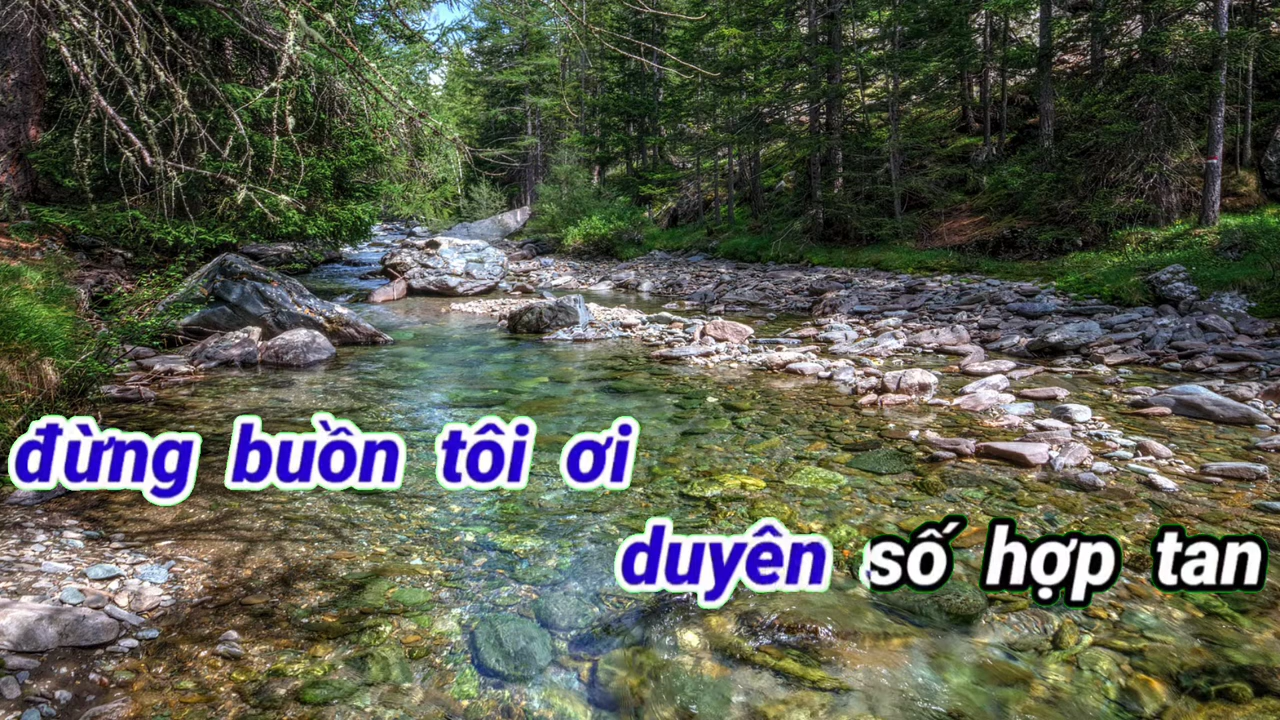 đừng buồn tôi ơi
duyên số hợp tan